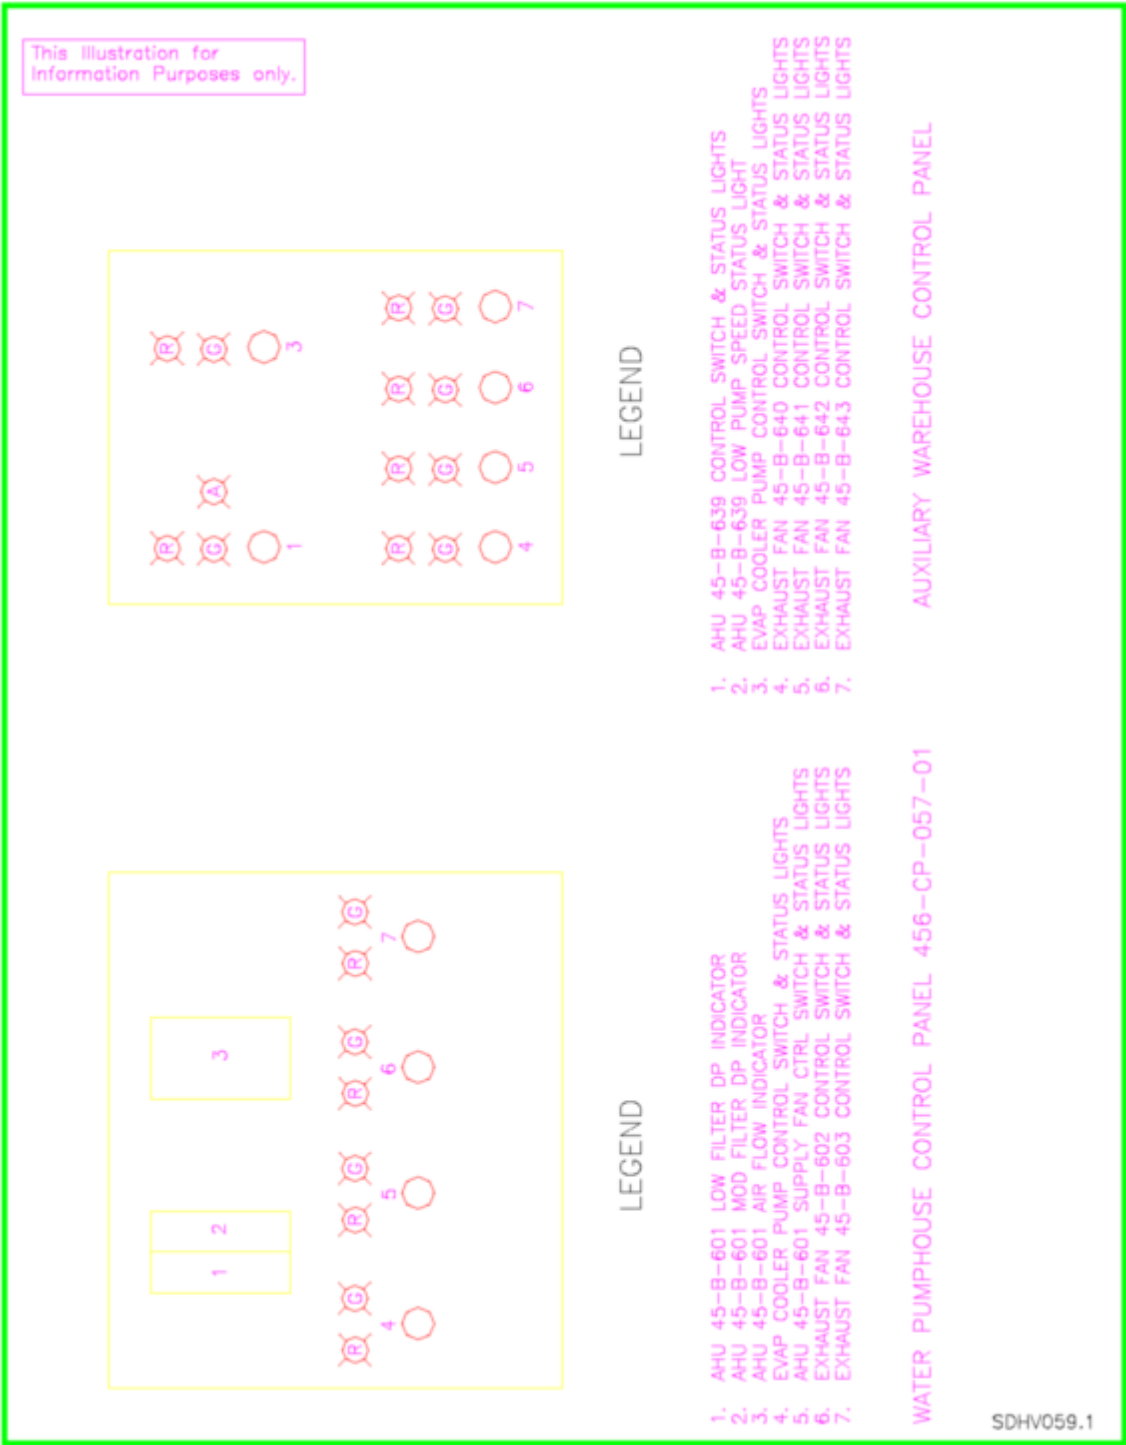 This Illustration for
Information Purposes only.
R
G
1
A
R
G
3
R
G
4
R
G
5
R
G
6
R
G
7
LEGEND
1. AHU 45-B-639 CONTROL SWITCH & STATUS LIGHTS
2. AHU 45-B-639 LOW PUMP SPEED STATUS LIGHT
3. EVAP COOLER PUMP CONTROL SWITCH & STATUS LIGHTS
4. EXHAUST FAN 45-B-640 CONTROL SWITCH & STATUS LIGHTS
5. EXHAUST FAN 45-B-641 CONTROL SWITCH & STATUS LIGHTS
6. EXHAUST FAN 45-B-642 CONTROL SWITCH & STATUS LIGHTS
7. EXHAUST FAN 45-B-643 CONTROL SWITCH & STATUS LIGHTS
AUXILIARY WAREHOUSE CONTROL PANEL
1
2
3
R
G
4
R
G
5
R
G
6
R
G
7
LEGEND
1. AHU 45-B-601 LOW FILTER DP INDICATOR
2. AHU 45-B-601 MOD FILTER DP INDICATOR
3. AHU 45-B-601 AIR FLOW INDICATOR
4. EVAP COOLER PUMP CONTROL SWITCH & STATUS LIGHTS
5. AHU 45-B-601 SUPPLY FAN CTRL SWITCH & STATUS LIGHTS
6. EXHAUST FAN 45-B-602 CONTROL SWITCH & STATUS LIGHTS
7. EXHAUST FAN 45-B-603 CONTROL SWITCH & STATUS LIGHTS
WATER PUMPHOUSE CONTROL PANEL 456-CP-057-01
SDHV059.1